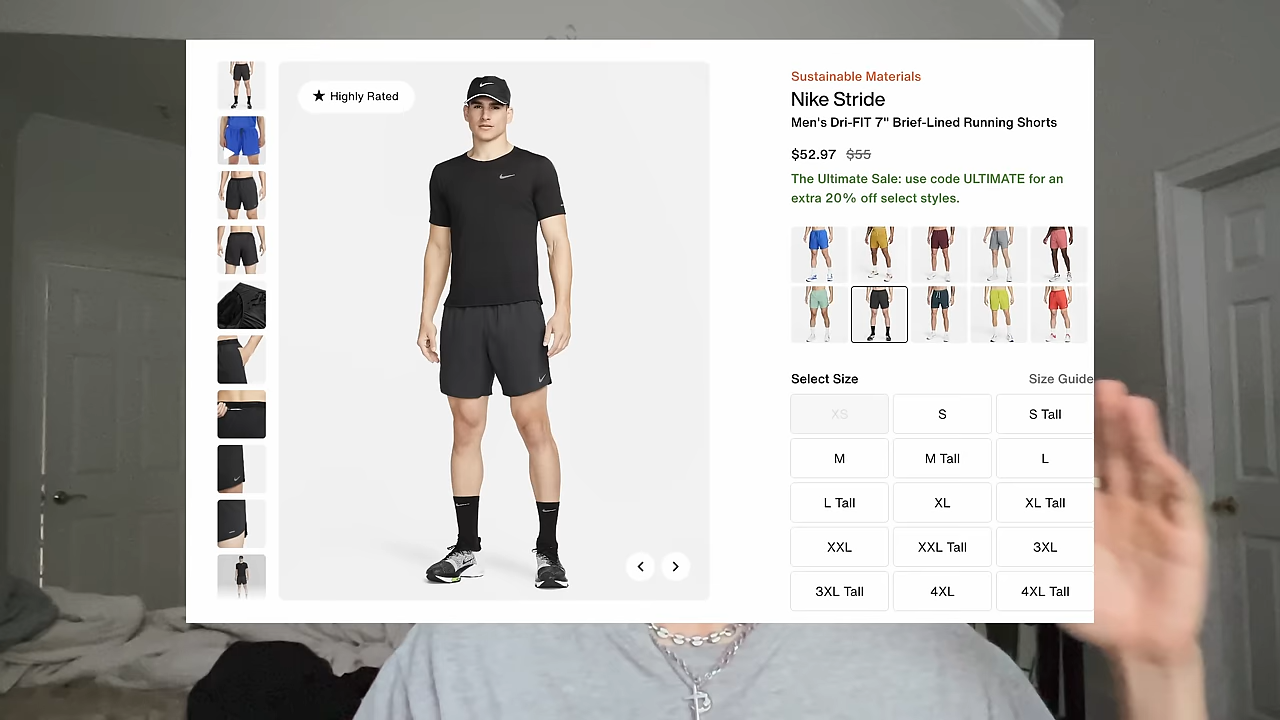 ★ Highly Rated
Sustainable Materials
Nike Stride
Men's Dri-FIT 7" Brief-Lined Running Shorts
$52.97 $55
The Ultimate Sale: use code ULTIMATE for an
extra 20% off select styles.
Select Size
Size Guide
XS
S
S Tall
M
M Tall
L
L Tall
XL
XL Tall
XXL
XXL Tall
3XL
3XL Tall
4XL
4XL Tall